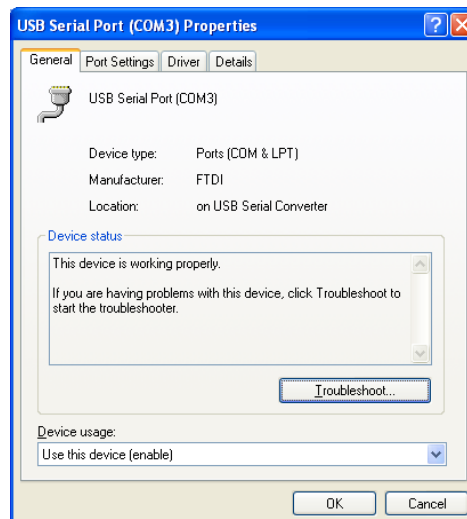 USB Serial Port (COM3) Properties
General Port Settings Driver Details
USB Serial Port (COM3)
Device type: Ports (COM & LPT)
Manufacturer: FTDI
Location: on USB Serial Converter
Device status
This device is working properly.
If you are having problems with this device, click Troubleshoot to
start the troubleshooter.
Troubleshoot...
Device usage:
Use this device (enable)
OK Cancel